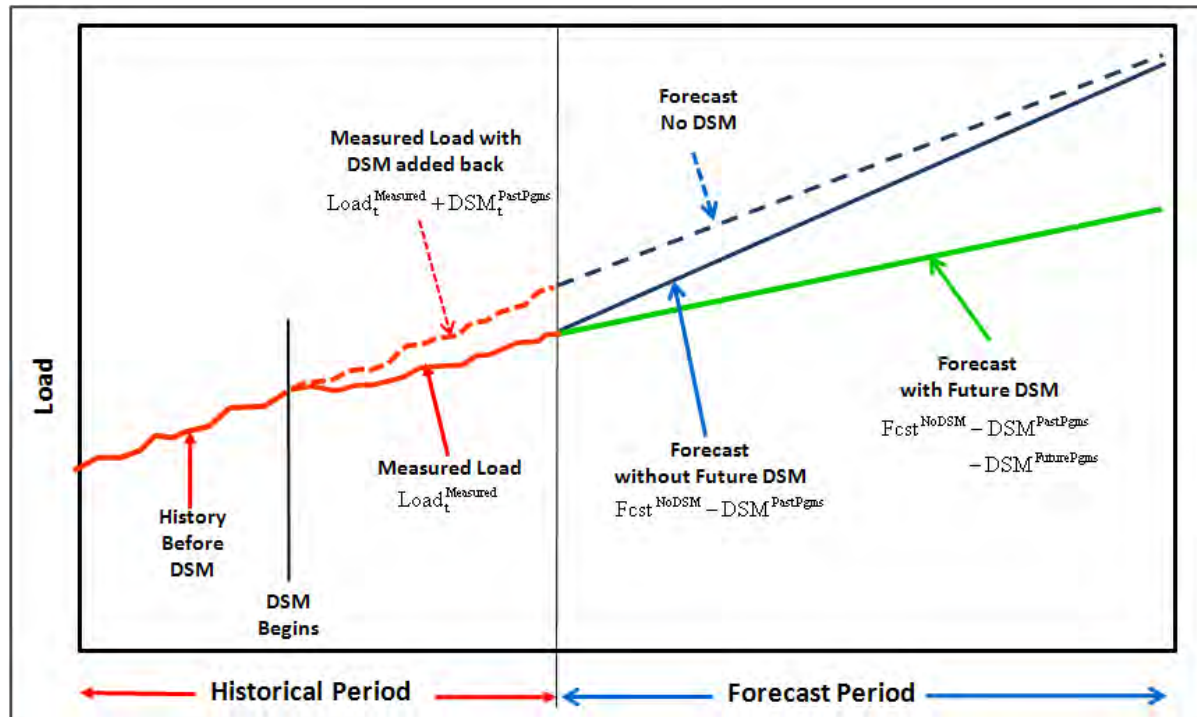 Forecast
No DSM
Measured Load with
DSM added back
Load_t^Measured + DSM_t^PastPgms
Load
Forecast
with Future DSM
Fcst^NoDSM − DSM^PastPgms
− DSM^FuturePgms
Measured Load
Load_t^Measured
Forecast
without Future DSM
Fcst^NoDSM − DSM^PastPgms
History
Before
DSM
DSM
Begins
Historical Period
Forecast Period